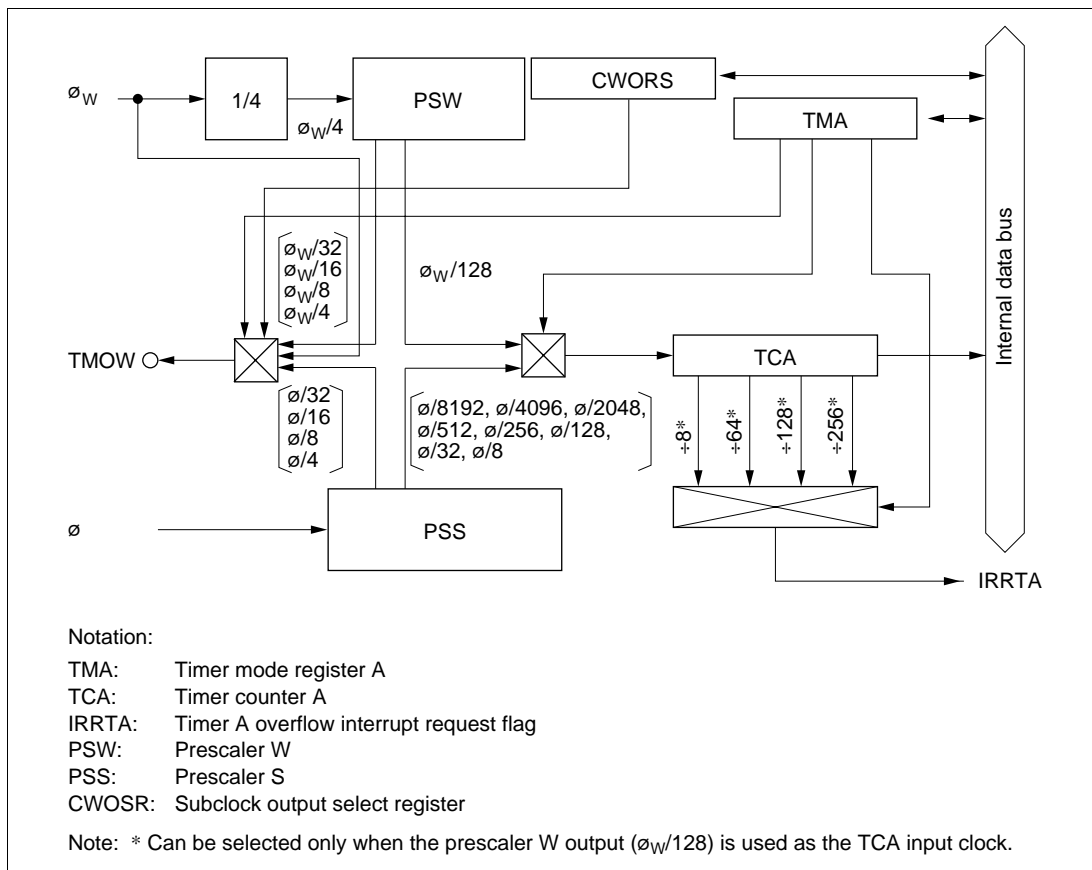 øW
1/4
øW/4
PSW
CWORS
TMA
Internal data bus
øW/32
øW/16
øW/8
øW/4
øW/128
TMOW
TCA
ø/32
ø/16
ø/8
ø/4
ø/8192, ø/4096, ø/2048,
ø/512, ø/256, ø/128,
ø/32, ø/8
÷8*
÷64*
÷128*
÷256*
ø
PSS
IRRTA
Notation:
TMA: Timer mode register A
TCA: Timer counter A
IRRTA: Timer A overflow interrupt request flag
PSW: Prescaler W
PSS: Prescaler S
CWOSR: Subclock output select register
Note: * Can be selected only when the prescaler W output (øW/128) is used as the TCA input clock.